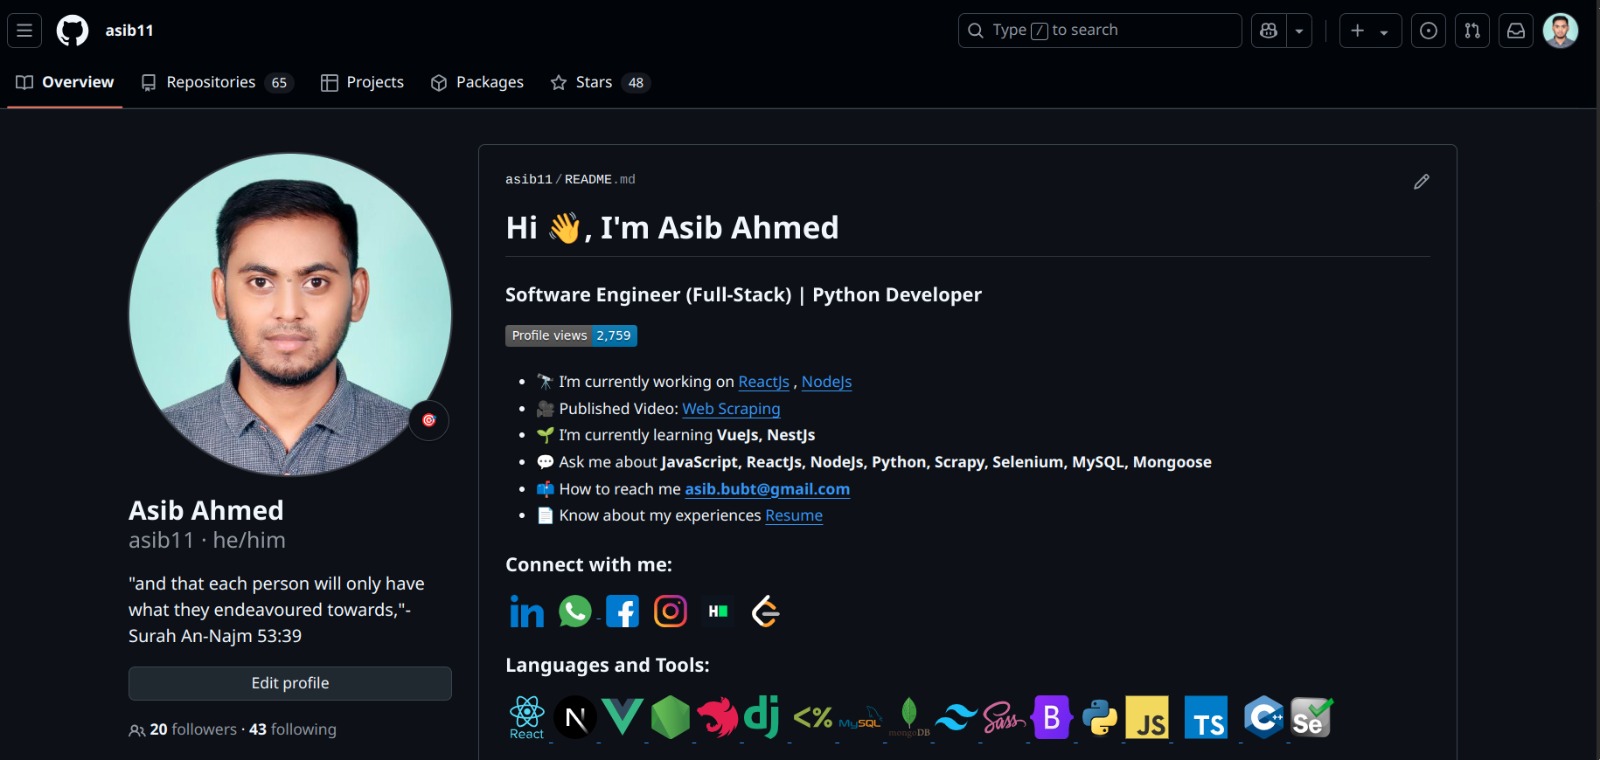 asib11
Type / to search
Overview
Repositories 65
Projects
Packages
Stars 48
asib11/README.md
Hi 👋, I'm Asib Ahmed
Software Engineer (Full-Stack) | Python Developer
Profile views 2,759
🔭 I'm currently working on ReactJs , NodeJs
🎥 Published Video: Web Scraping
🌱 I'm currently learning VueJs, NestJs
💬 Ask me about JavaScript, ReactJs, NodeJs, Python, Scrapy, Selenium, MySQL, Mongoose
📫 How to reach me asib.bubt@gmail.com
📄 Know about my experiences Resume
Connect with me:
in f H
Languages and Tools:
React N dj <% MySQL mongoDB Sass B JS TS C++ Se
Asib Ahmed
asib11 · he/him
"and that each person will only have
what they endeavoured towards,"-
Surah An-Najm 53:39
Edit profile
20 followers · 43 following